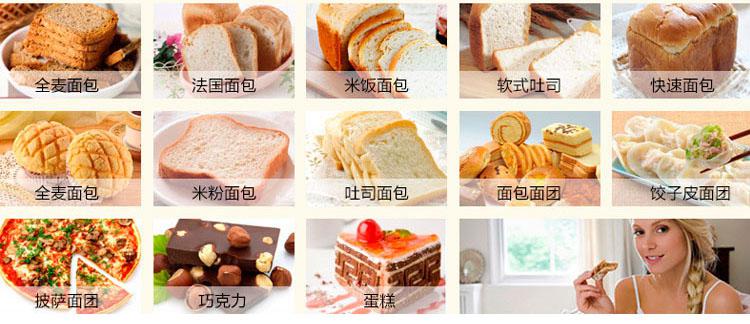 全麦面包
法国面包
米饭面包
软式吐司
快速面包
全麦面包
米粉面包
吐司面包
面包面团
饺子皮面团
披萨面团
巧克力
蛋糕